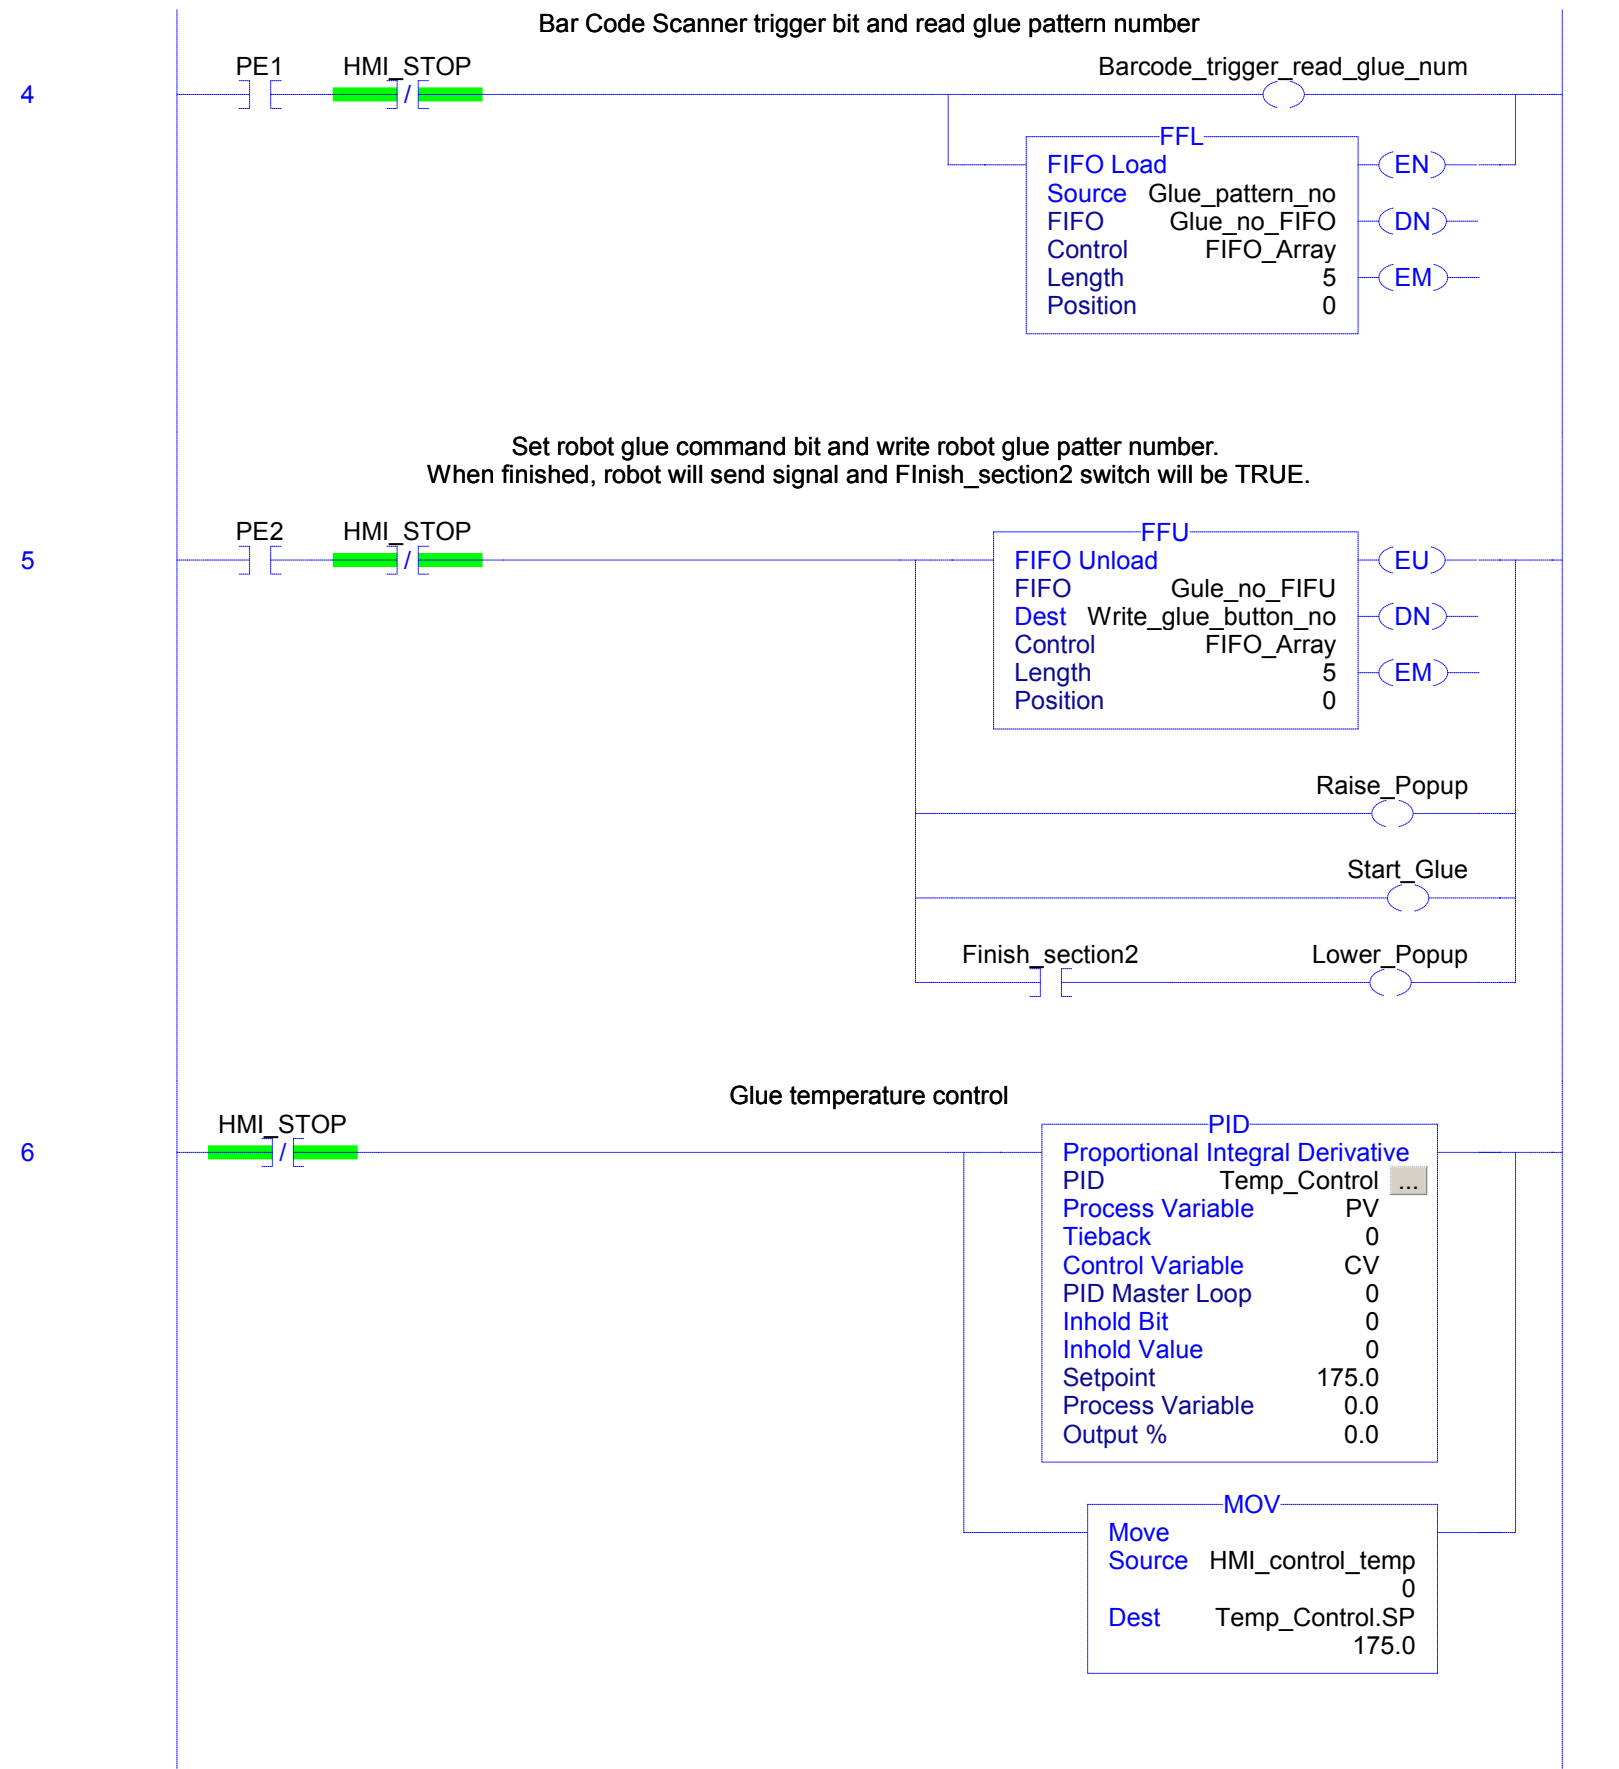 Bar Code Scanner trigger bit and read glue pattern number
4
PE1 HMI_STOP Barcode_trigger_read_glue_num
/
FFL
FIFO Load EN
Source Glue_pattern_no
FIFO Glue_no_FIFO DN
Control FIFO_Array
Length 5 EM
Position 0
Set robot glue command bit and write robot glue patter number.
When finished, robot will send signal and FInish_section2 switch will be TRUE.
5
PE2 HMI_STOP
/
FFU
FIFO Unload EU
FIFO Gule_no_FIFU
Dest Write_glue_button_no DN
Control FIFO_Array
Length 5 EM
Position 0
Raise_Popup
Start_Glue
Finish_section2 Lower_Popup
Glue temperature control
6
HMI_STOP
/
PID
Proportional Integral Derivative
PID Temp_Control ...
Process Variable PV
Tieback 0
Control Variable CV
PID Master Loop 0
Inhold Bit 0
Inhold Value 0
Setpoint 175.0
Process Variable 0.0
Output % 0.0
MOV
Move
Source HMI_control_temp
0
Dest Temp_Control.SP
175.0